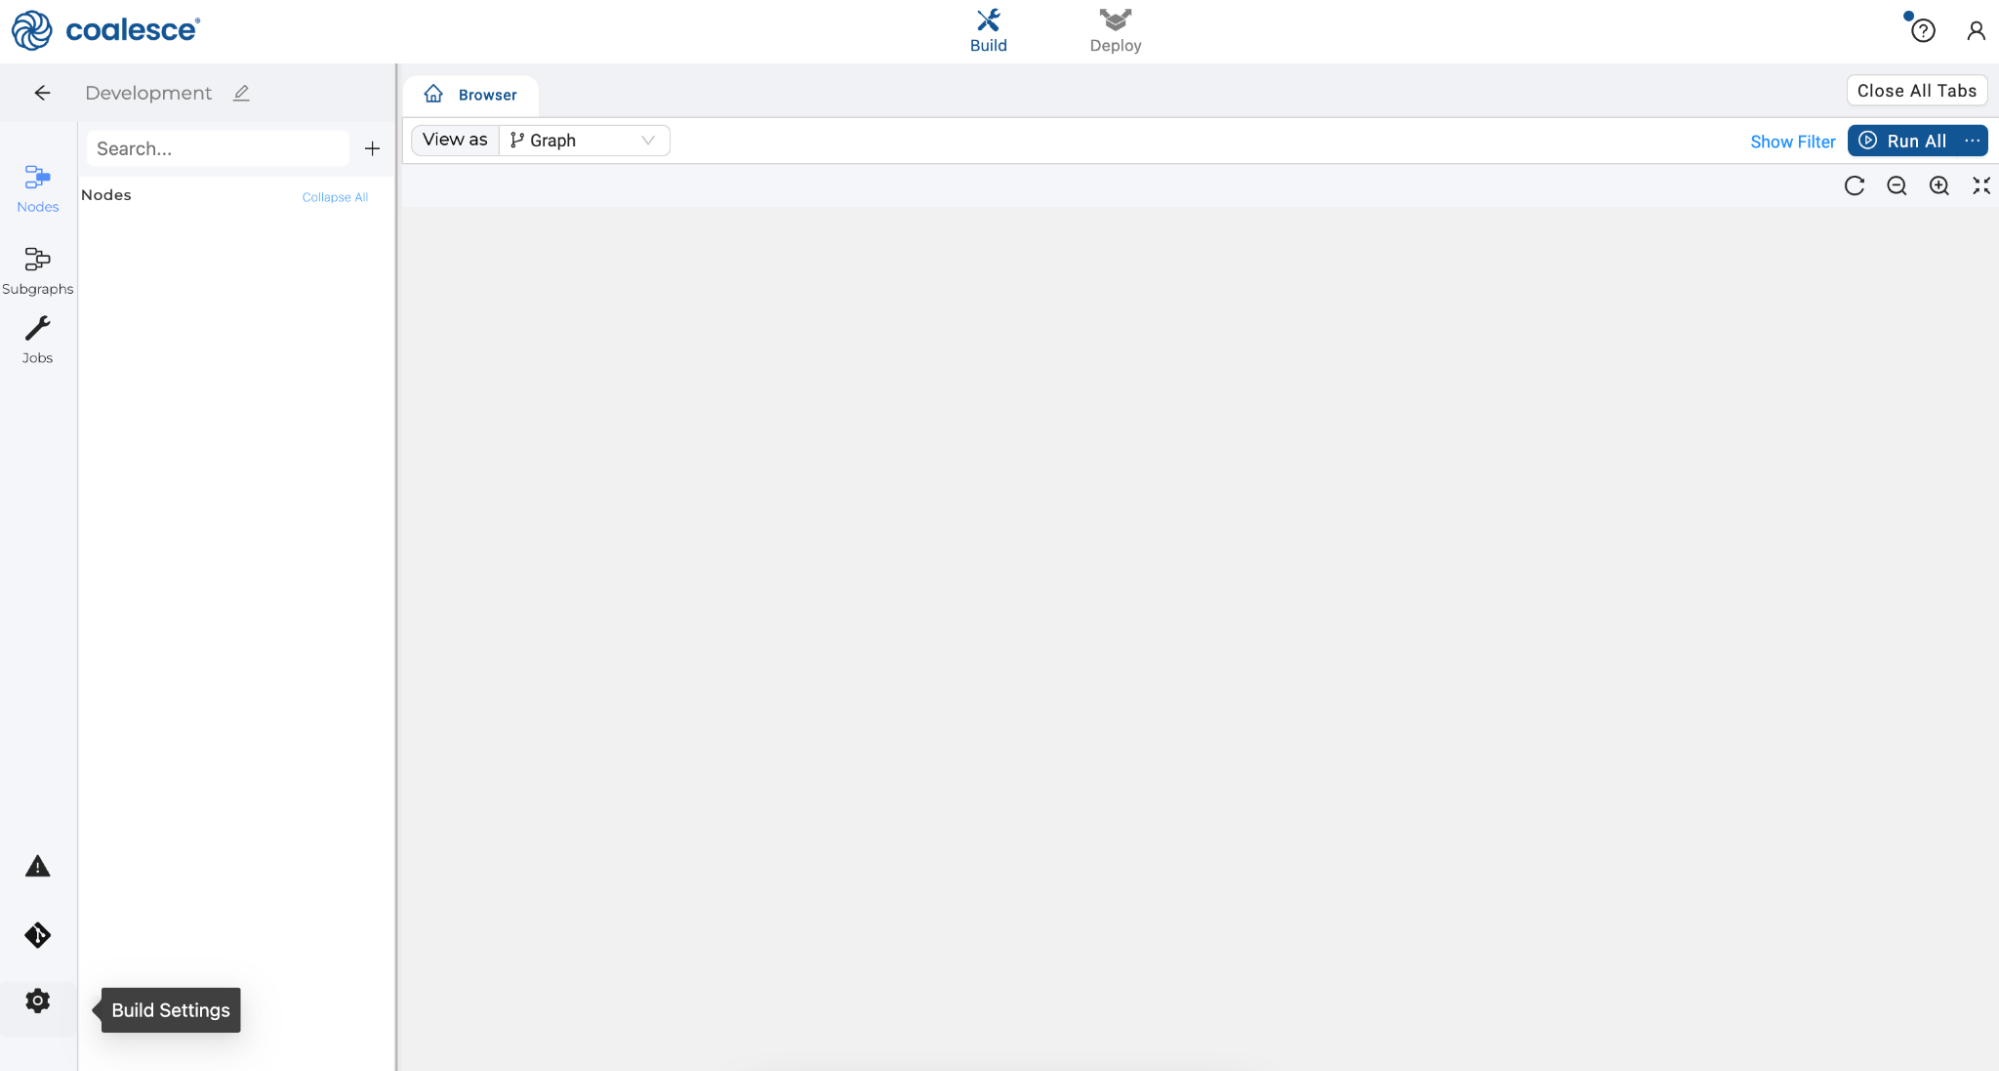 coalesce®
Build
Deploy
Development
Browser
Close All Tabs
Search...
View as
Graph
Show Filter
Run All
Nodes
Collapse All
Nodes
Subgraphs
Jobs
Build Settings